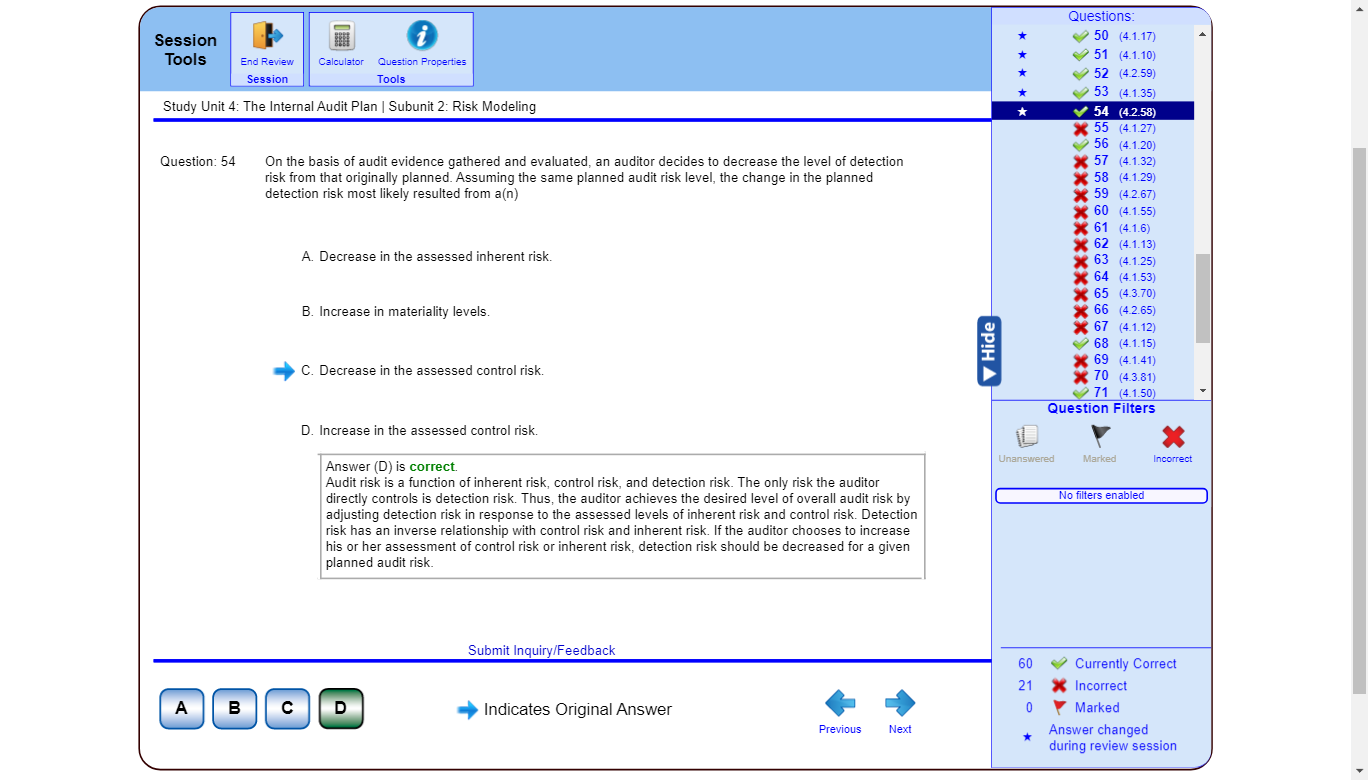 Session
Tools
End Review
Session
Calculator
Question Properties
Tools
Study Unit 4: The Internal Audit Plan | Subunit 2: Risk Modeling
Question: 54
On the basis of audit evidence gathered and evaluated, an auditor decides to decrease the level of detection
risk from that originally planned. Assuming the same planned audit risk level, the change in the planned
detection risk most likely resulted from a(n)
A. Decrease in the assessed inherent risk.
B. Increase in materiality levels.
C. Decrease in the assessed control risk.
D. Increase in the assessed control risk.
Answer (D) is correct.
Audit risk is a function of inherent risk, control risk, and detection risk. The only risk the auditor
directly controls is detection risk. Thus, the auditor achieves the desired level of overall audit risk by
adjusting detection risk in response to the assessed levels of inherent risk and control risk. Detection
risk has an inverse relationship with control risk and inherent risk. If the auditor chooses to increase
his or her assessment of control risk or inherent risk, detection risk should be decreased for a given
planned audit risk.
Submit Inquiry/Feedback
A B C D
Indicates Original Answer
Previous
Next
Hide
Questions:
50 (4.1.17)
51 (4.1.10)
52 (4.2.59)
53 (4.1.35)
54 (4.2.58)
55 (4.1.27)
56 (4.1.20)
57 (4.1.32)
58 (4.1.29)
59 (4.2.67)
60 (4.1.55)
61 (4.1.6)
62 (4.1.13)
63 (4.1.25)
64 (4.1.53)
65 (4.3.70)
66 (4.2.65)
67 (4.1.12)
68 (4.1.15)
69 (4.1.41)
70 (4.3.81)
71 (4.1.50)
Question Filters
Unanswered
Marked
Incorrect
No filters enabled
60 Currently Correct
21 Incorrect
0 Marked
Answer changed
during review session